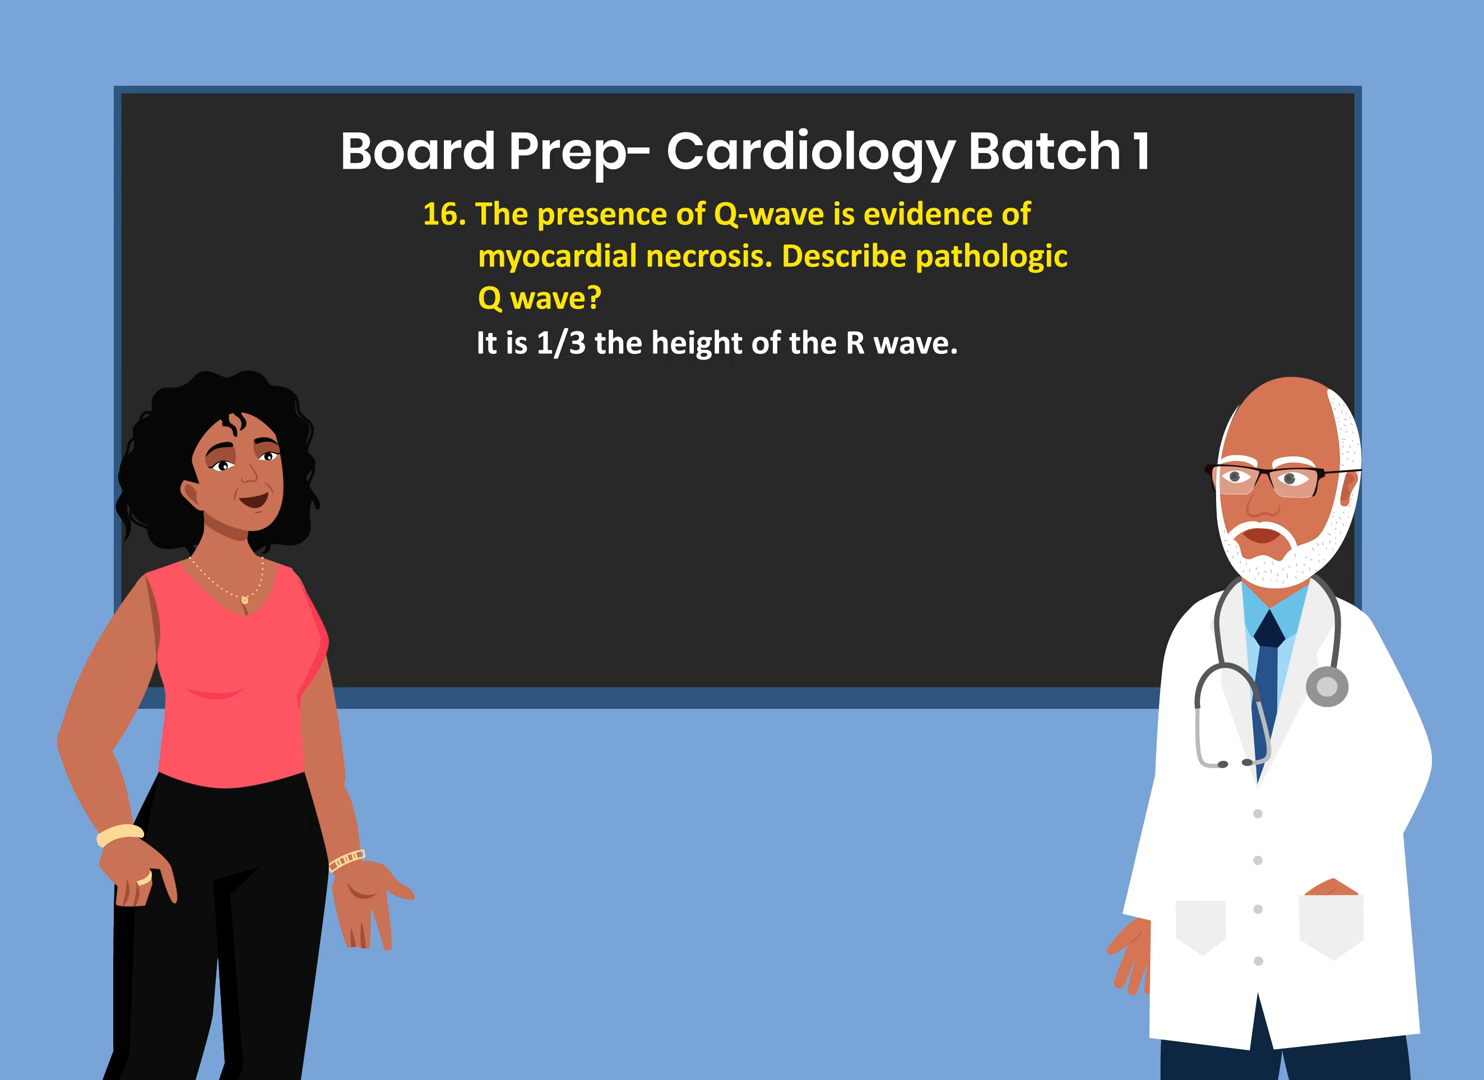 Board Prep- Cardiology Batch 1
16. The presence of Q-wave is evidence of
myocardial necrosis. Describe pathologic
Q wave?
It is 1/3 the height of the R wave.